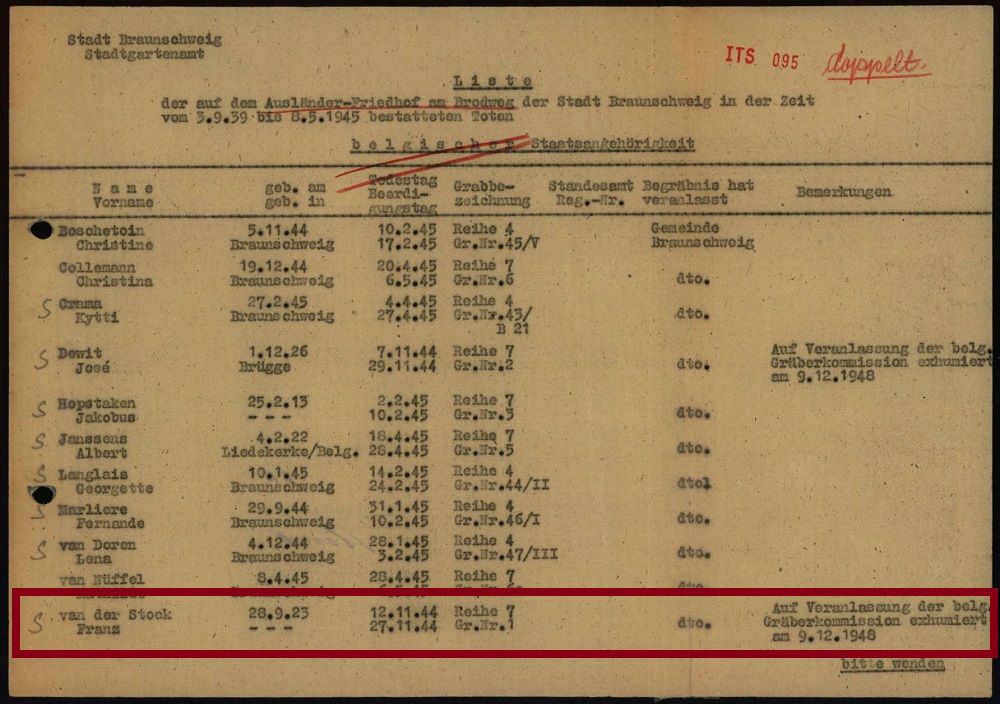 Stadt Braunschweig
Stadtgartenamt
ITS 095 doppelt.
Liste
der auf dem Ausländer-Friedhof am Brodweg der Stadt Braunschweig in der Zeit
vom 3.9.39 bis 8.5.1945 bestatteten Toten
belgischer Staatsangehörigkeit
Name geb. am Todestag Grabbe- Standesamt Begräbnis hat Bemerkungen
Vorname geb. in Beerdi- zeichnung Reg.-Nr. veranlasst
gungstag
Boschetoin 5.11.44 10.2.45 Reihe 4 Gemeinde
Christine Braunschweig 17.2.45 Gr.Nr.45/V Braunschweig
Collemann 19.12.44 20.4.45 Reihe 7
Christina Braunschweig 6.5.45 Gr.Nr.6 dto.
S Crama 27.2.45 4.4.45 Reihe 4
Kytti Braunschweig 27.4.45 Gr.Nr.43/ dto.
B 21
S Dewit 1.12.26 7.11.44 Reihe 7 Auf Veranlassung der belg.
José Brügge 29.11.44 Gr.Nr.2 dto. Gräberkommission exhumiert
am 9.12.1948
S Hopstaken 25.2.13 2.2.45 Reihe 7
Jakobus --- 10.2.45 Gr.Nr.3 dto.
S Janssens 4.2.22 18.4.45 Reihe 7
Albert Liedekerke/Belg. 28.4.45 Gr.Nr.5 dto.
S Langlais 10.1.45 14.2.45 Reihe 4
Georgette Braunschweig 24.2.45 Gr.Nr.44/II dto.
S Marliere 29.9.44 31.1.45 Reihe 4
Fernande Braunschweig 10.2.45 Gr.Nr.46/I dto.
S van Doren 4.12.44 28.1.45 Reihe 4
Lena Braunschweig 3.2.45 Gr.Nr.47/III dto.
van Nüffel 8.4.45 28.4.45 Reihe 7
S van der Stock 28.9.23 12.11.44 Reihe 7 Auf Veranlassung der belg.
Franz --- 27.11.44 Gr.Nr.1 dto. Gräberkommission exhumiert
am 9.12.1948
bitte wenden